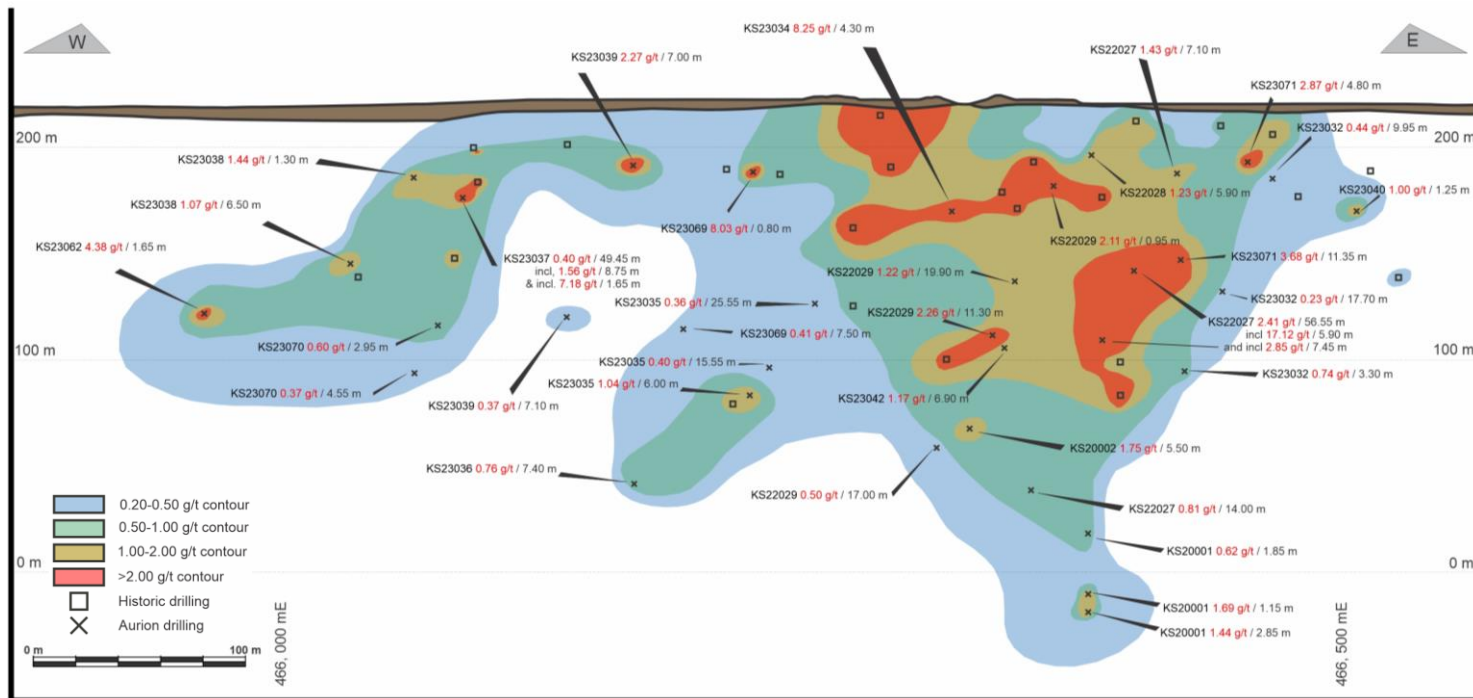 W
E
KS23034 8.25 g/t / 4.30 m
KS22027 1.43 g/t / 7.10 m
KS23039 2.27 g/t / 7.00 m
KS23071 2.87 g/t / 4.80 m
KS23032 0.44 g/t / 9.95 m
200 m
200 m
KS23038 1.44 g/t / 1.30 m
KS22028 1.23 g/t / 5.90 m
KS23040 1.00 g/t / 1.25 m
KS23038 1.07 g/t / 6.50 m
KS23069 8.03 g/t / 0.80 m
KS22029 2.11 g/t / 0.95 m
KS23062 4.38 g/t / 1.65 m
KS23037 0.40 g/t / 49.45 m
incl, 1.56 g/t / 8.75 m
& incl. 7.18 g/t / 1.65 m
KS23071 3.68 g/t / 11.35 m
KS22029 1.22 g/t / 19.90 m
KS23035 0.36 g/t / 25.55 m
KS23032 0.23 g/t / 17.70 m
KS22029 2.26 g/t / 11.30 m
KS22027 2.41 g/t / 56.55 m
incl 17.12 g/t / 5.90 m
and incl 2.85 g/t / 7.45 m
KS23069 0.41 g/t / 7.50 m
KS23070 0.60 g/t / 2.95 m
100 m
100 m
KS23035 0.40 g/t / 15.55 m
KS23032 0.74 g/t / 3.30 m
KS23035 1.04 g/t / 6.00 m
KS23070 0.37 g/t / 4.55 m
KS23039 0.37 g/t / 7.10 m
KS23042 1.17 g/t / 6.90 m
KS20002 1.75 g/t / 5.50 m
KS23036 0.76 g/t / 7.40 m
KS22029 0.50 g/t / 17.00 m
KS22027 0.81 g/t / 14.00 m
KS20001 0.62 g/t / 1.85 m
0 m
0 m
KS20001 1.69 g/t / 1.15 m
KS20001 1.44 g/t / 2.85 m
0.20-0.50 g/t contour
0.50-1.00 g/t contour
1.00-2.00 g/t contour
>2.00 g/t contour
Historic drilling
Aurion drilling
0 m
100 m
466, 000 mE
466, 500 mE